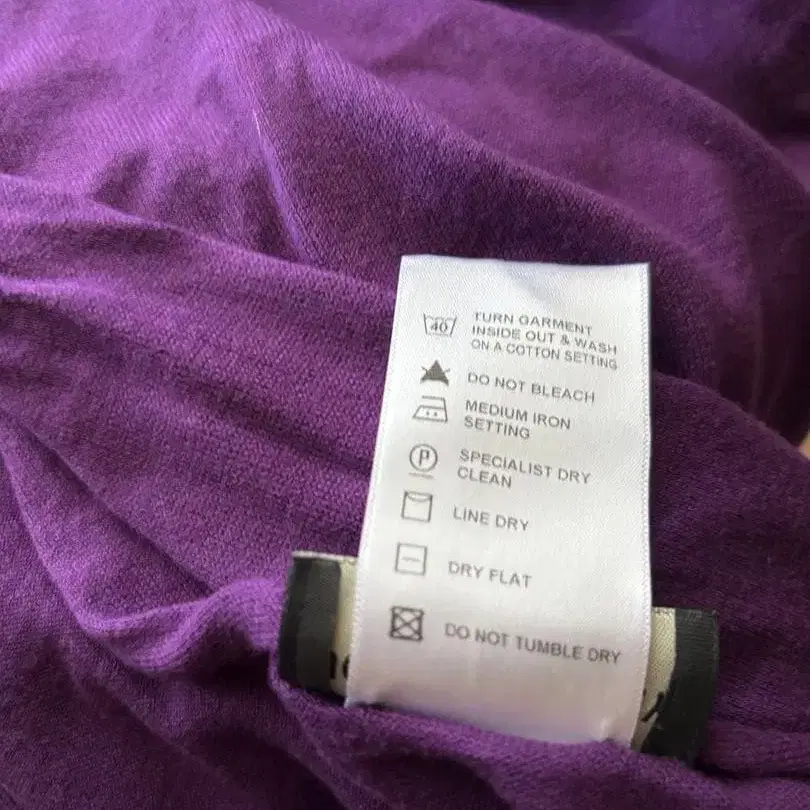 40
TURN GARMENT
INSIDE OUT & WASH
ON A COTTON SETTING
DO NOT BLEACH
MEDIUM IRON
SETTING
P
SPECIALIST DRY
CLEAN
LINE DRY
DRY FLAT
DO NOT TUMBLE DRY